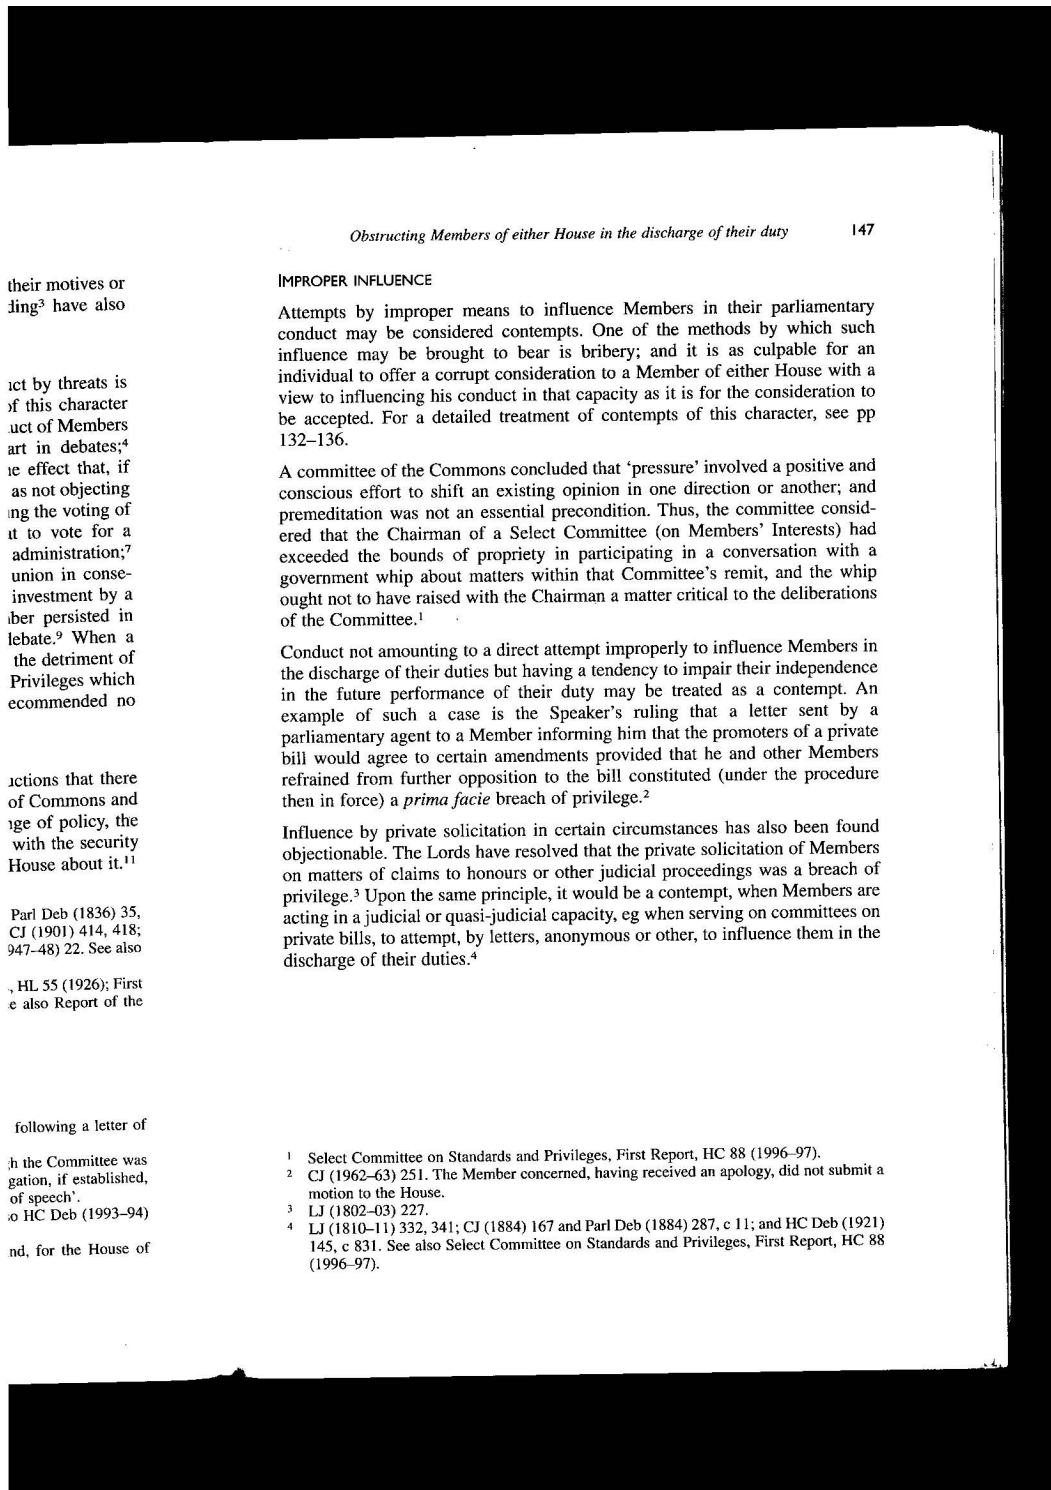 their motives or
ding³ have also
by threats is
of this character
of Members
art in debates;⁴
effect that, if
as not objecting
the voting of
to vote for a
administration;⁷
union in conse-
investment by a
persisted in
debate.⁹ When a
the detriment of
Privileges which
recommended no
that there
of Commons and
of policy, the
with the security
House about it.¹¹
Parl Deb (1836) 35,
CJ (1901) 414, 418;
947–48) 22. See also
, HL 55 (1926); First
also Report of the
following a letter of
the Committee was
gation, if established,
of speech'.
HC Deb (1993–94)
nd, for the House of
Obstructing Members of either House in the discharge of their duty 147
IMPROPER INFLUENCE
Attempts by improper means to influence Members in their parliamentary
conduct may be considered contempts. One of the methods by which such
influence may be brought to bear is bribery; and it is as culpable for an
individual to offer a corrupt consideration to a Member of either House with a
view to influencing his conduct in that capacity as it is for the consideration to
be accepted. For a detailed treatment of contempts of this character, see pp
132–136.
A committee of the Commons concluded that 'pressure' involved a positive and
conscious effort to shift an existing opinion in one direction or another; and
premeditation was not an essential precondition. Thus, the committee consid-
ered that the Chairman of a Select Committee (on Members' Interests) had
exceeded the bounds of propriety in participating in a conversation with a
government whip about matters within that Committee's remit, and the whip
ought not to have raised with the Chairman a matter critical to the deliberations
of the Committee.¹
Conduct not amounting to a direct attempt improperly to influence Members in
the discharge of their duties but having a tendency to impair their independence
in the future performance of their duty may be treated as a contempt. An
example of such a case is the Speaker's ruling that a letter sent by a
parliamentary agent to a Member informing him that the promoters of a private
bill would agree to certain amendments provided that he and other Members
refrained from further opposition to the bill constituted (under the procedure
then in force) a prima facie breach of privilege.²
Influence by private solicitation in certain circumstances has also been found
objectionable. The Lords have resolved that the private solicitation of Members
on matters of claims to honours or other judicial proceedings was a breach of
privilege.³ Upon the same principle, it would be a contempt, when Members are
acting in a judicial or quasi-judicial capacity, eg when serving on committees on
private bills, to attempt, by letters, anonymous or other, to influence them in the
discharge of their duties.⁴
¹ Select Committee on Standards and Privileges, First Report, HC 88 (1996–97).
² CJ (1962–63) 251. The Member concerned, having received an apology, did not submit a
motion to the House.
³ LJ (1802–03) 227.
⁴ LJ (1810–11) 332, 341; CJ (1884) 167 and Parl Deb (1884) 287, c 11; and HC Deb (1921)
145, c 831. See also Select Committee on Standards and Privileges, First Report, HC 88
(1996–97).